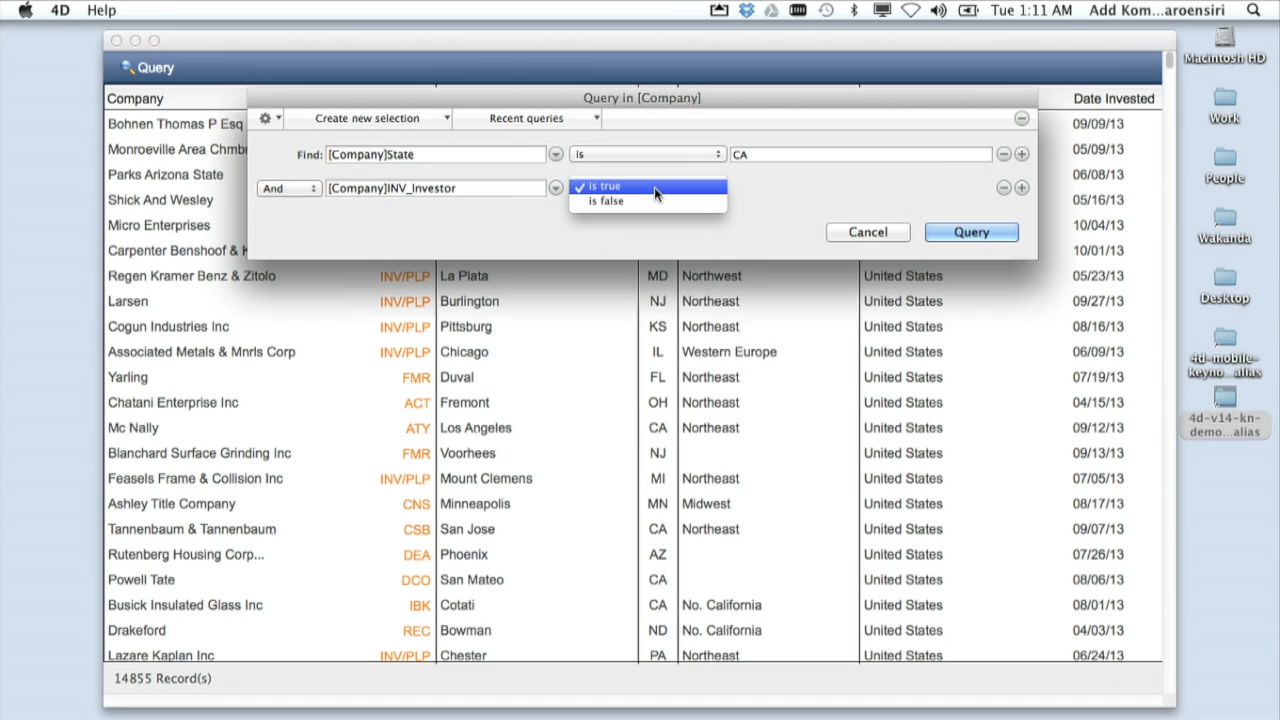 4D Help Tue 1:11 AM Add Kom...aroensiri
Query
Company Date Invested
Query in [Company]
Create new selection Recent queries
Find: [Company]State is CA
And [Company]INV_Investor is true
is false
Cancel Query
Bohnen Thomas P Esq 09/09/13
Monroeville Area Chmb 05/09/13
Parks Arizona State 06/08/13
Shick And Wesley 05/16/13
Micro Enterprises 10/04/13
Carpenter Benshoof & 10/01/13
Regen Kramer Benz & Zitolo INV/PLP La Plata MD Northwest United States 05/23/13
Larsen INV/PLP Burlington NJ Northeast United States 09/27/13
Cogun Industries Inc INV/PLP Pittsburg KS Northeast United States 08/16/13
Associated Metals & Mnrls Corp INV/PLP Chicago IL Western Europe United States 06/09/13
Yarling FMR Duval FL Northeast United States 07/19/13
Chatani Enterprise Inc ACT Fremont OH Northeast United States 04/15/13
Mc Nally ATY Los Angeles CA Northeast United States 09/12/13
Blanchard Surface Grinding Inc FMR Voorhees NJ United States 09/13/13
Feasels Frame & Collision Inc INV/PLP Mount Clemens MI Northeast United States 07/05/13
Ashley Title Company CNS Minneapolis MN Midwest United States 08/17/13
Tannenbaum & Tannenbaum CSB San Jose CA Northeast United States 09/07/13
Rutenberg Housing Corp... DEA Phoenix AZ United States 07/26/13
Powell Tate DCO San Mateo CA United States 08/06/13
Busick Insulated Glass Inc IBK Cotati CA No. California United States 08/01/13
Drakeford REC Bowman ND No. California United States 04/03/13
Lazare Kaplan Inc INV/PLP Chester PA Northeast United States 06/24/13
14855 Record(s)
Macintosh HD
Work
People
Wakanda
Desktop
4d-mobile-
keyno...alias
4d-v14-kn-
demo...alias